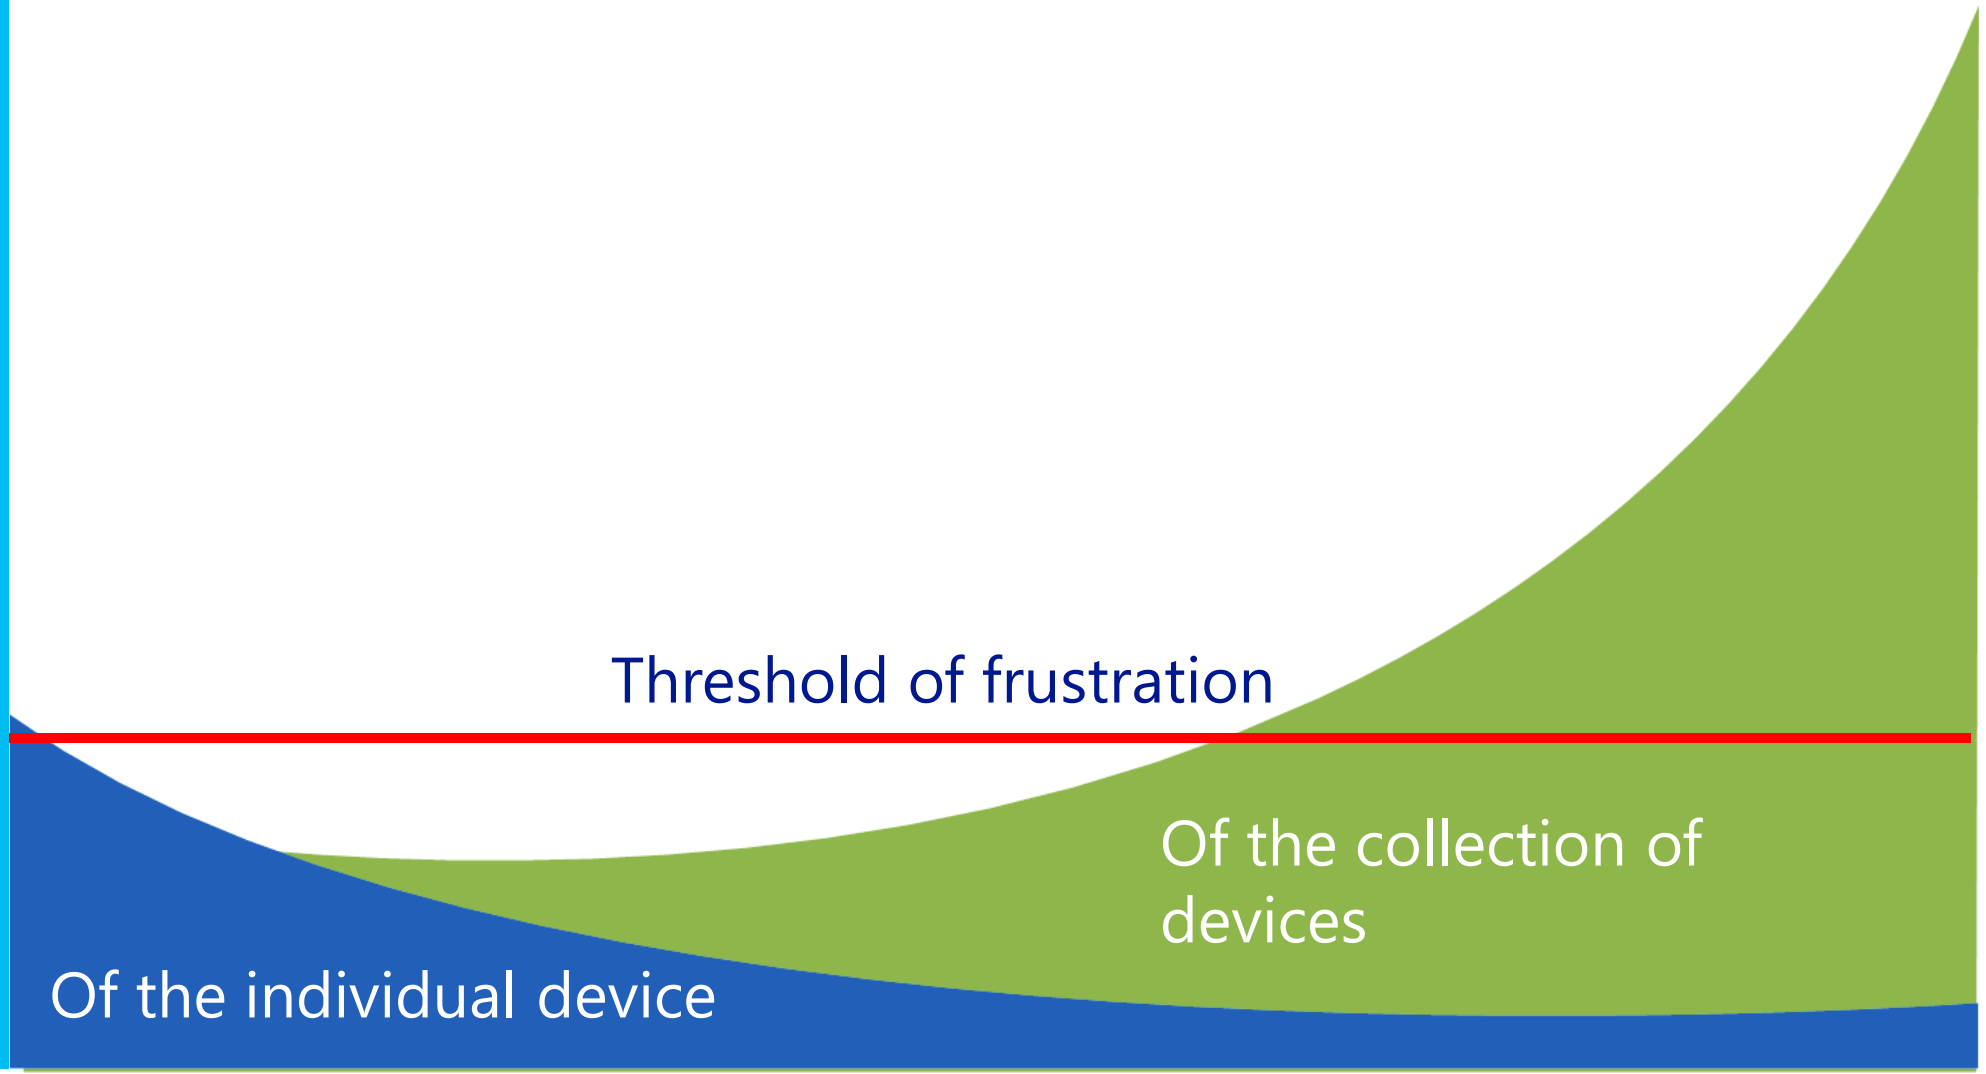 Threshold of frustration
Of the collection of
devices
Of the individual device